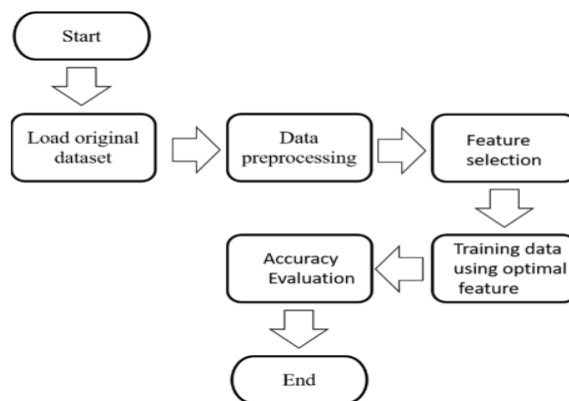 Start
Load original
dataset
Data
preprocessing
Feature
selection
Training data
using optimal
feature
Accuracy
Evaluation
End